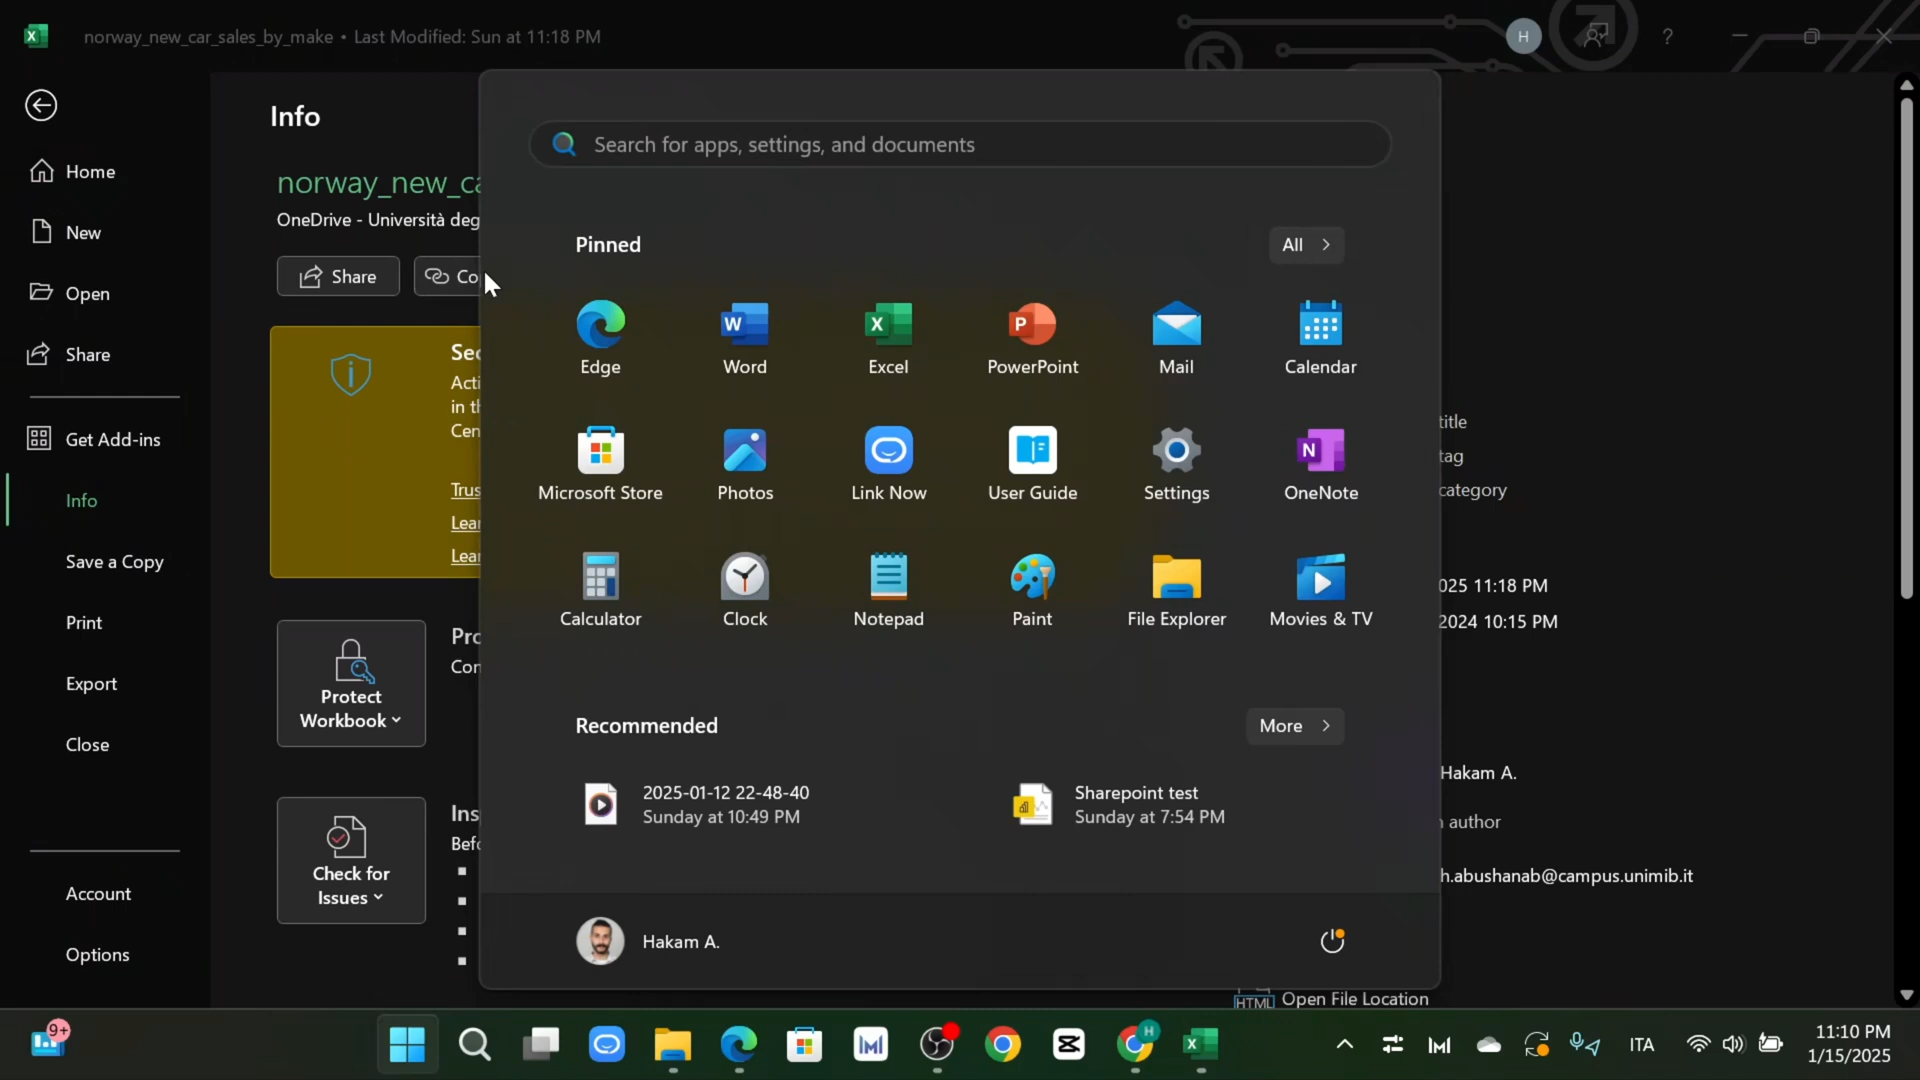 norway_new_car_sales_by_make • Last Modified: Sun at 11:18 PM
H
?
Home
New
Open
Share
Get Add-ins
Info
Save a Copy
Print
Export
Close
Account
Options
Info
norway_new_ca
OneDrive - Università deg
Share
Co
Sec
Acti
in th
Cen
Trus
Lear
Lear
Protect
Workbook
Pro
Con
Check for
Issues
Ins
Befo
Search for apps, settings, and documents
Pinned
All
Edge
Word
Excel
PowerPoint
Mail
Calendar
Microsoft Store
Photos
Link Now
User Guide
Settings
OneNote
Calculator
Clock
Notepad
Paint
File Explorer
Movies & TV
Recommended
More
2025-01-12 22-48-40
Sunday at 10:49 PM
Sharepoint test
Sunday at 7:54 PM
Hakam A.
title
tag
category
025 11:18 PM
2024 10:15 PM
Hakam A.
author
h.abushanab@campus.unimib.it
HTML
Open File Location
9+
H
ITA
11:10 PM
1/15/2025